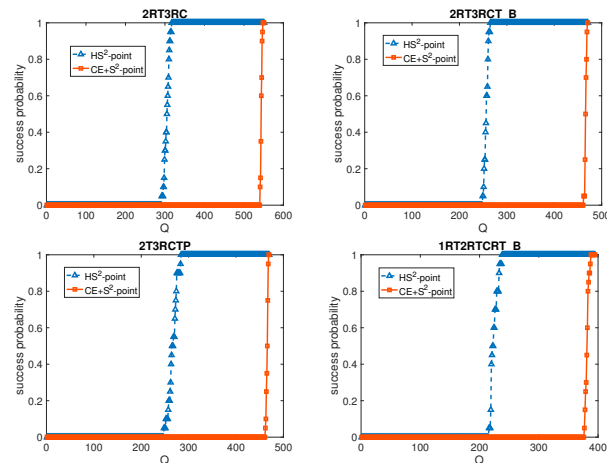 2RT3RC
1
0.8
0.6
0.4
0.2
0
success probability
HS²-point
CE+S²-point
0 100 200 300 400 500 600
Q
2RT3RCT_B
1
0.8
0.6
0.4
0.2
0
success probability
HS²-point
CE+S²-point
0 100 200 300 400 500
Q
2T3RCTP
1
0.8
0.6
0.4
0.2
0
success probability
HS²-point
CE+S²-point
0 100 200 300 400 500
Q
1RT2RTCRT_B
1
0.8
0.6
0.4
0.2
0
success probability
HS²-point
CE+S²-point
0 100 200 300 400
Q